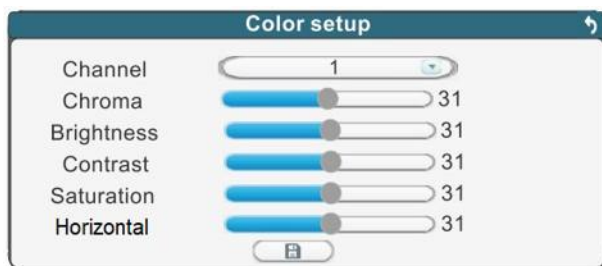 Color setup
Channel 1
Chroma 31
Brightness 31
Contrast 31
Saturation 31
Horizontal 31